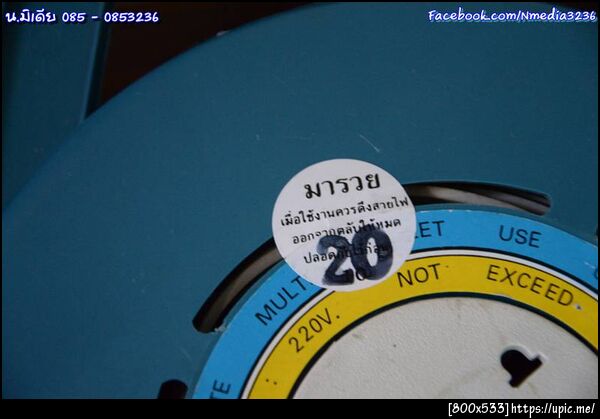 น.มีเดีย 085 - 0853236
Facebook.com/Nmedia3236
มารวย
เมื่อใช้งานควรดึงสายไฟ
ออกจากตลับให้หมด
20
MULTI
LET USE
220V. NOT EXCEED
[800x533] https://upic.me/